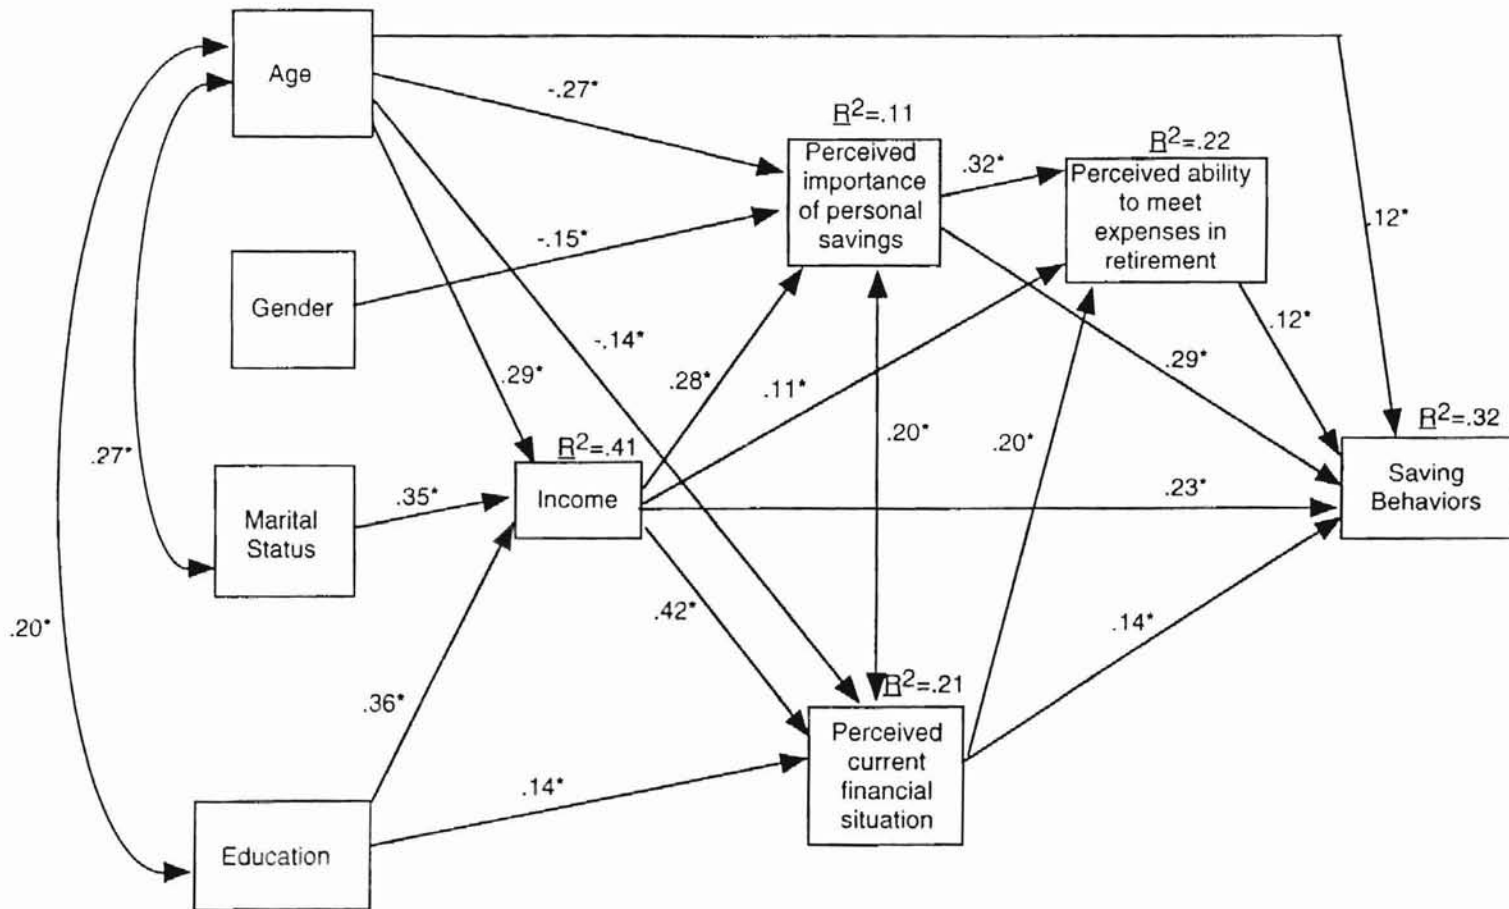 Age
-.27*
R2=.11
Perceived
importance
of personal
savings
.32*
R2=.22
Perceived ability
to meet
expenses in
retirement
.12*
-.15*
Gender
-.14*
.29*
.28*
.11*
.20*
.20*
.29*
.12*
R2=.32
Saving
Behaviors
.27*
Marital
Status
.35*
R2=.41
Income
.23*
.42*
.14*
.20*
.36*
R2=.21
Perceived
current
financial
situation
.14*
Education